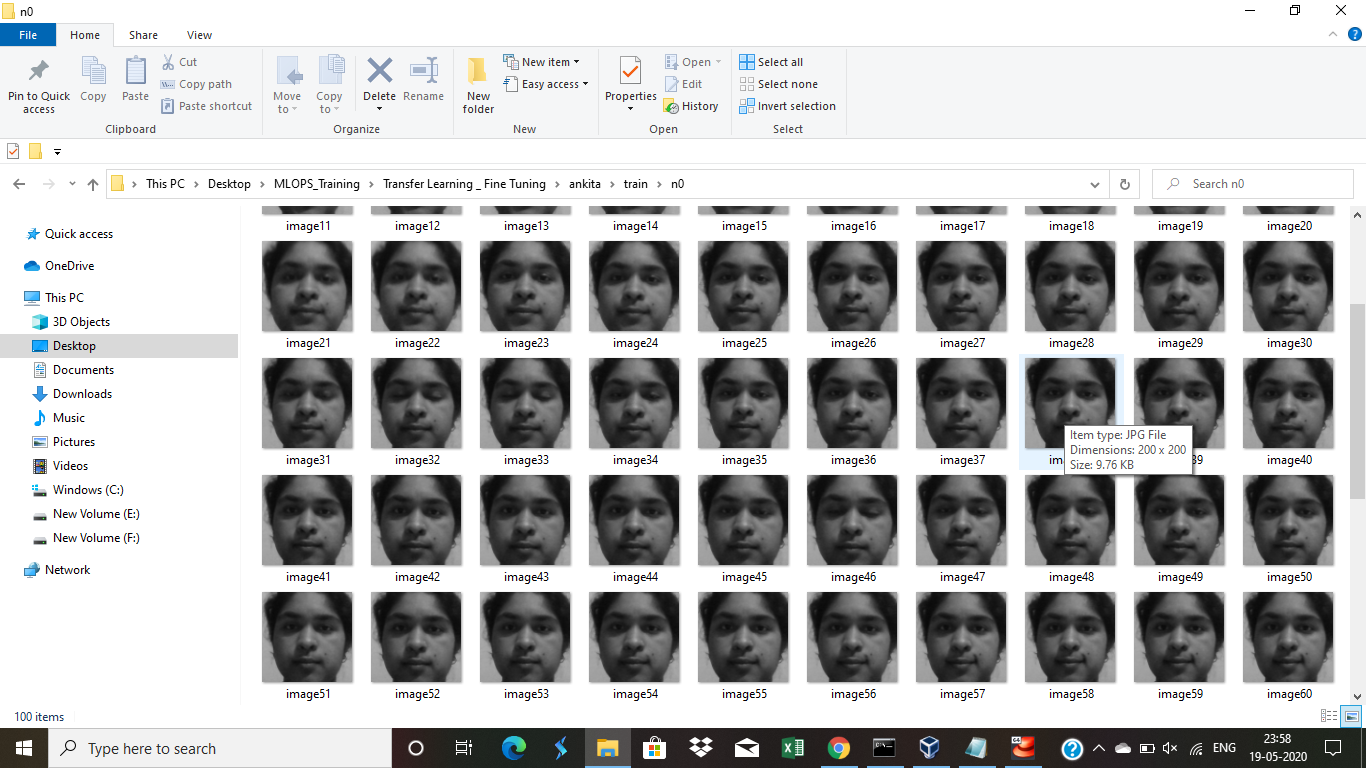 n0
File Home Share View
Pin to Quick access
Copy
Paste
Cut
Copy path
Paste shortcut
Clipboard
Move to
Copy to
Delete
Rename
Organize
New folder
New item
Easy access
New
Properties
Open
Edit
History
Open
Select all
Select none
Invert selection
Select
This PC > Desktop > MLOPS_Training > Transfer Learning _ Fine Tuning > ankita > train > n0
Search n0
Quick access
OneDrive
This PC
3D Objects
Desktop
Documents
Downloads
Music
Pictures
Videos
Windows (C:)
New Volume (E:)
New Volume (F:)
Network
image11 image12 image13 image14 image15 image16 image17 image18 image19 image20
image21 image22 image23 image24 image25 image26 image27 image28 image29 image30
image31 image32 image33 image34 image35 image36 image37 image40
Item type: JPG File
Dimensions: 200 x 200
Size: 9.76 KB
image41 image42 image43 image44 image45 image46 image47 image48 image49 image50
image51 image52 image53 image54 image55 image56 image57 image58 image59 image60
100 items
Type here to search
ENG
23:58
19-05-2020